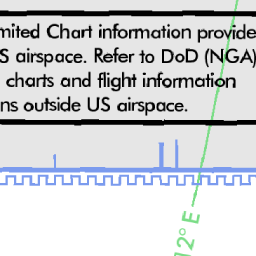 mited Chart information provide
S airspace. Refer to DoD (NGA)
charts and flight information
ns outside US airspace.
12° E